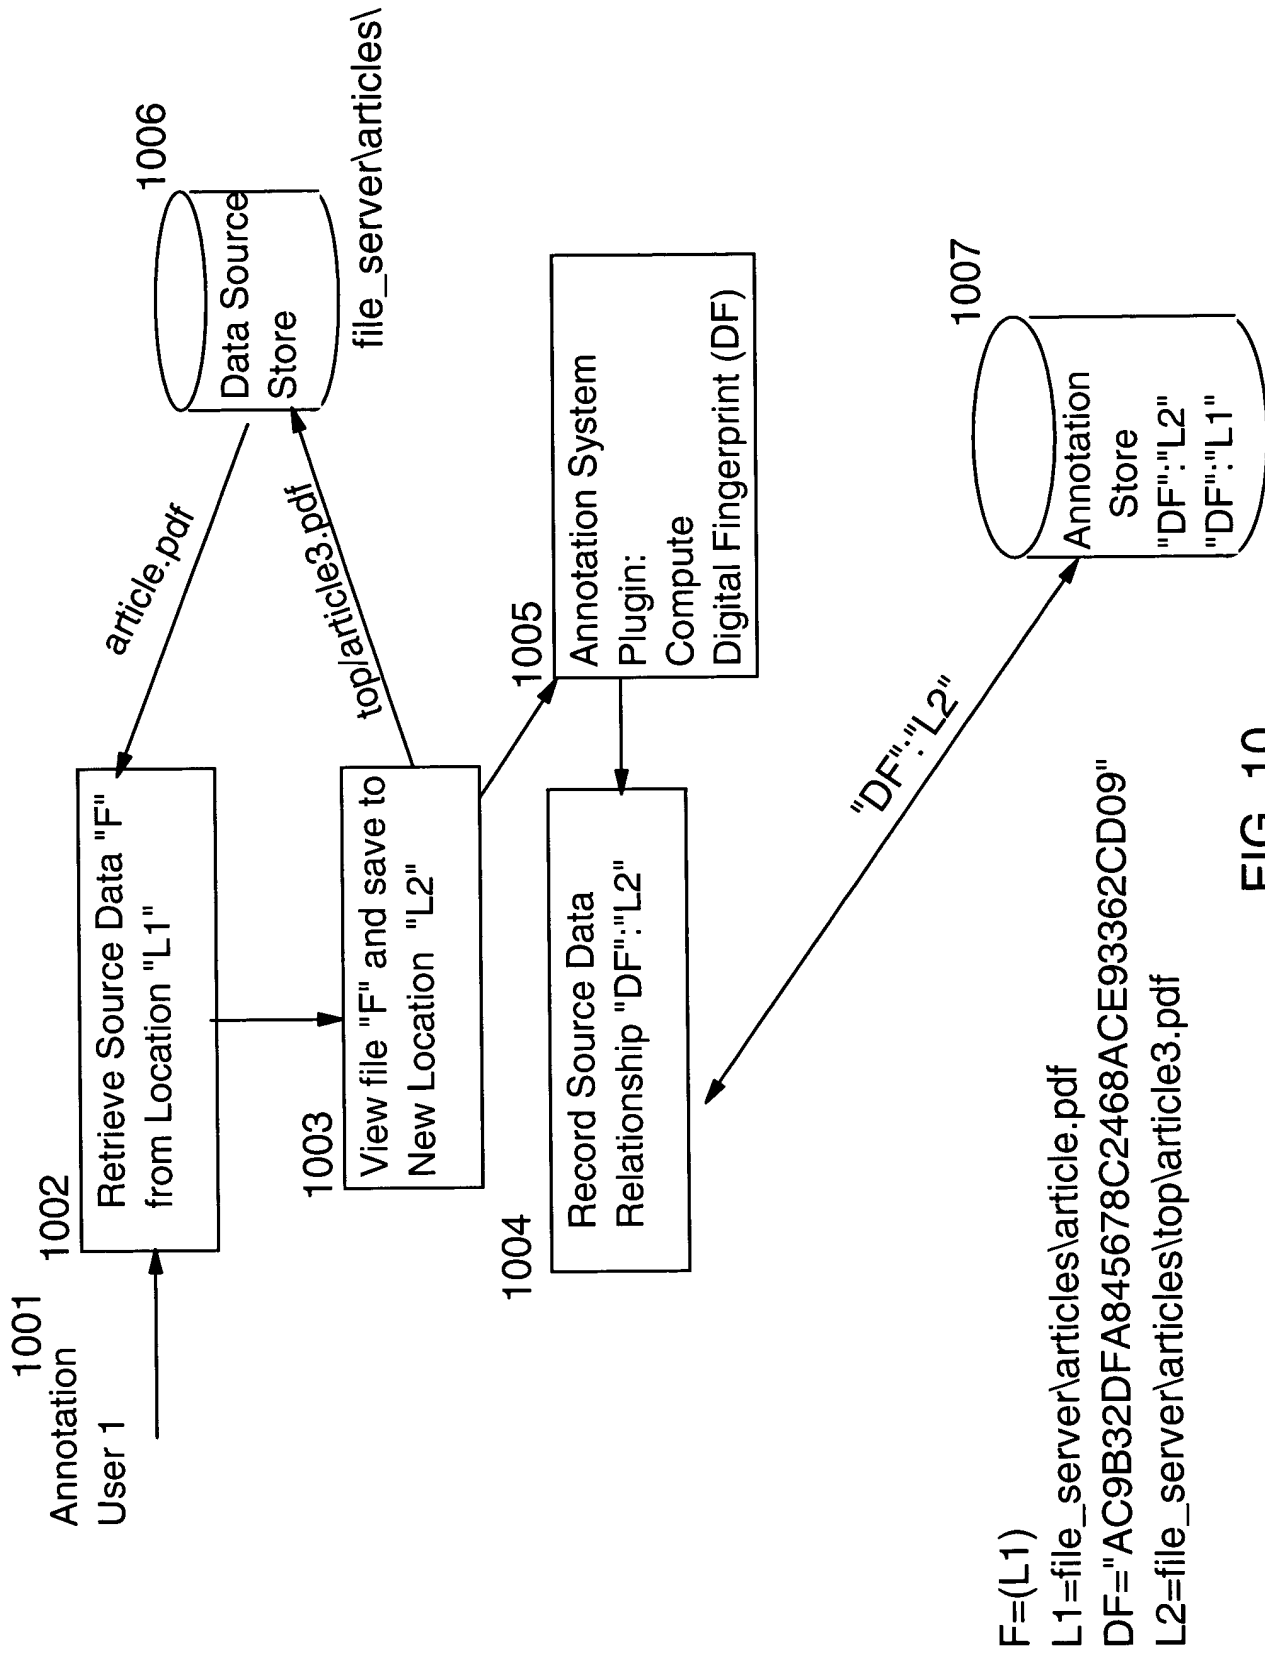 1001
Annotation
User 1
1002
Retrieve Source Data "F"
from Location "L1"
article.pdf
1006
Data Source
Store
file_server\articles\
1003
View file "F" and save to
New Location "L2"
top/article3.pdf
1004
Record Source Data
Relationship "DF":"L2"
1005
Annotation System
Plugin:
Compute
Digital Fingerprint (DF)
"DF":"L2"
1007
Annotation
Store
"DF":"L2"
"DF":"L1"
F=(L1)
L1=file_server\articles\article.pdf
DF="AC9B32DFA845678C2468ACE93362CD09"
L2=file_server\articles\top\article3.pdf
FIG. 10